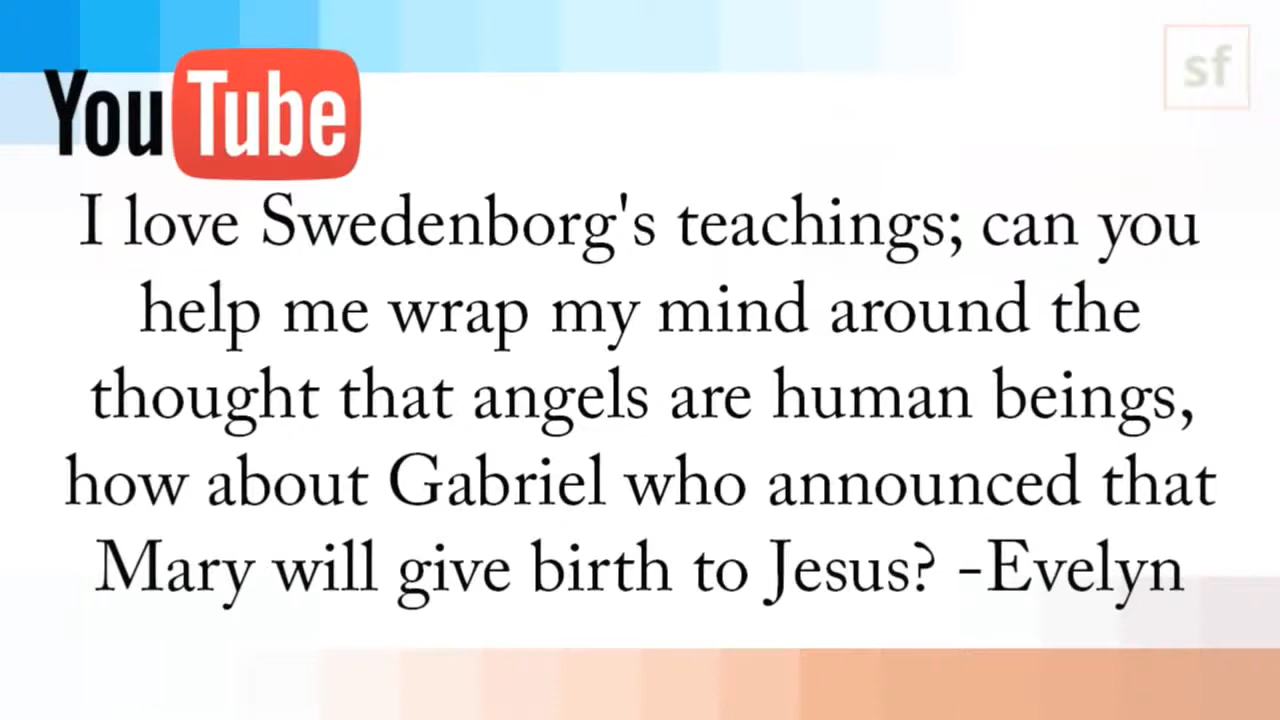 YouTube
sf
I love Swedenborg's teachings; can you
help me wrap my mind around the
thought that angels are human beings,
how about Gabriel who announced that
Mary will give birth to Jesus? -Evelyn